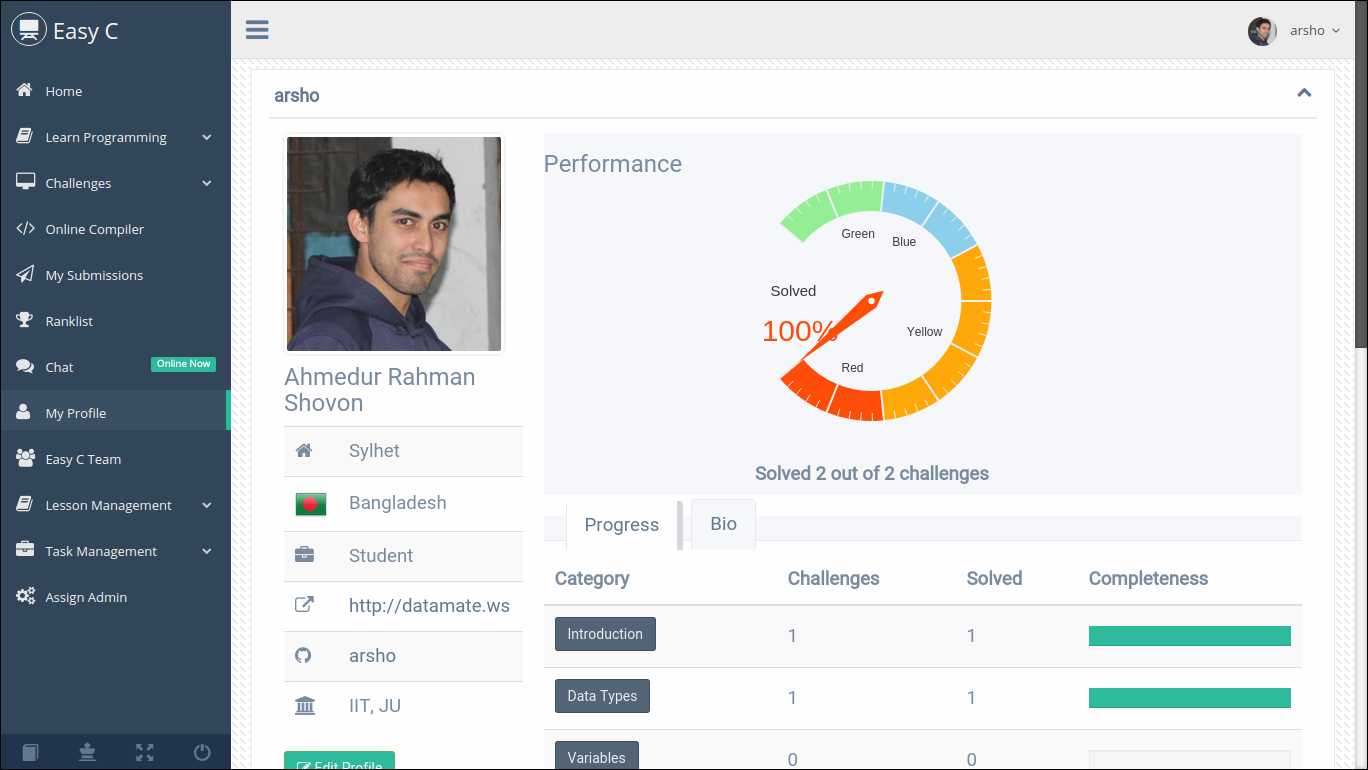 Easy C
arsho
Home
Learn Programming
Challenges
Online Compiler
My Submissions
Ranklist
Chat
Online Now
My Profile
Easy C Team
Lesson Management
Task Management
Assign Admin
arsho
Ahmedur Rahman
Shovon
Sylhet
Bangladesh
Student
http://datamate.ws
arsho
IIT, JU
Edit Profile
Performance
Green
Blue
Solved
100%
Yellow
Red
Solved 2 out of 2 challenges
Progress Bio
Category Challenges Solved Completeness
Introduction 1 1
Data Types 1 1
Variables 0 0